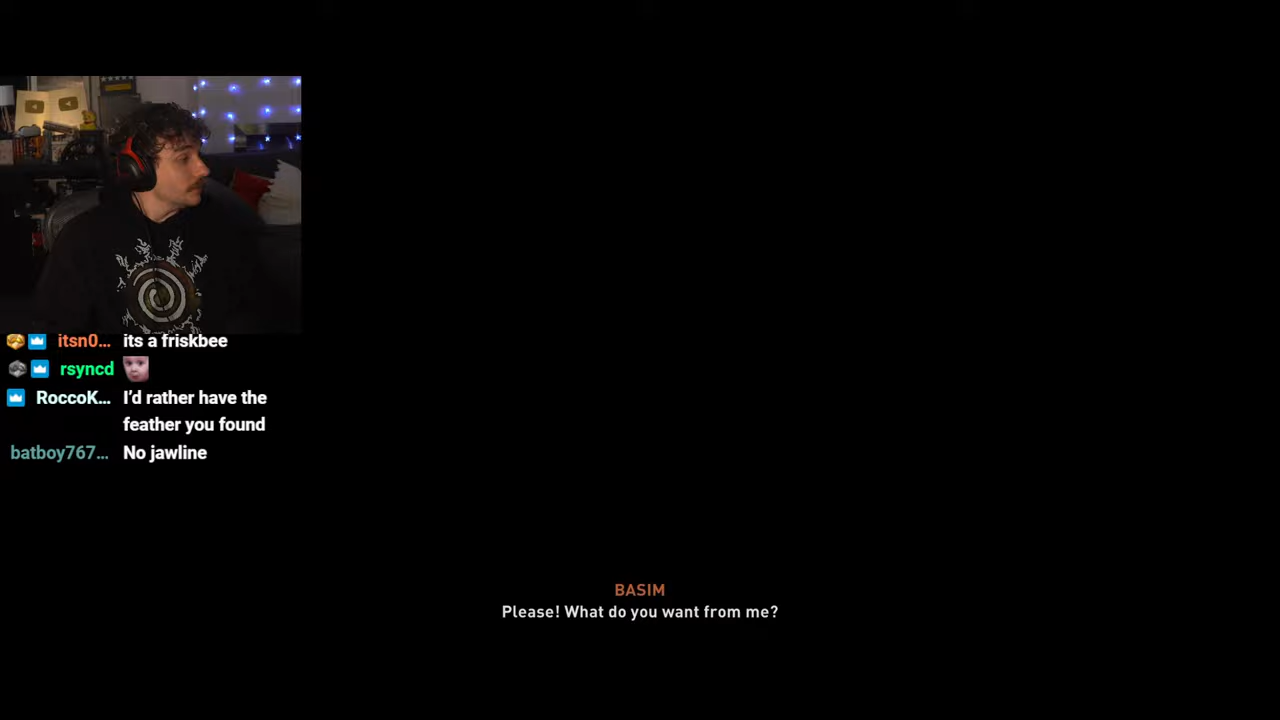 itsn0... its a friskbee
rsyncd
RoccoK... I'd rather have the
feather you found
batboy767... No jawline
BASIM
Please! What do you want from me?